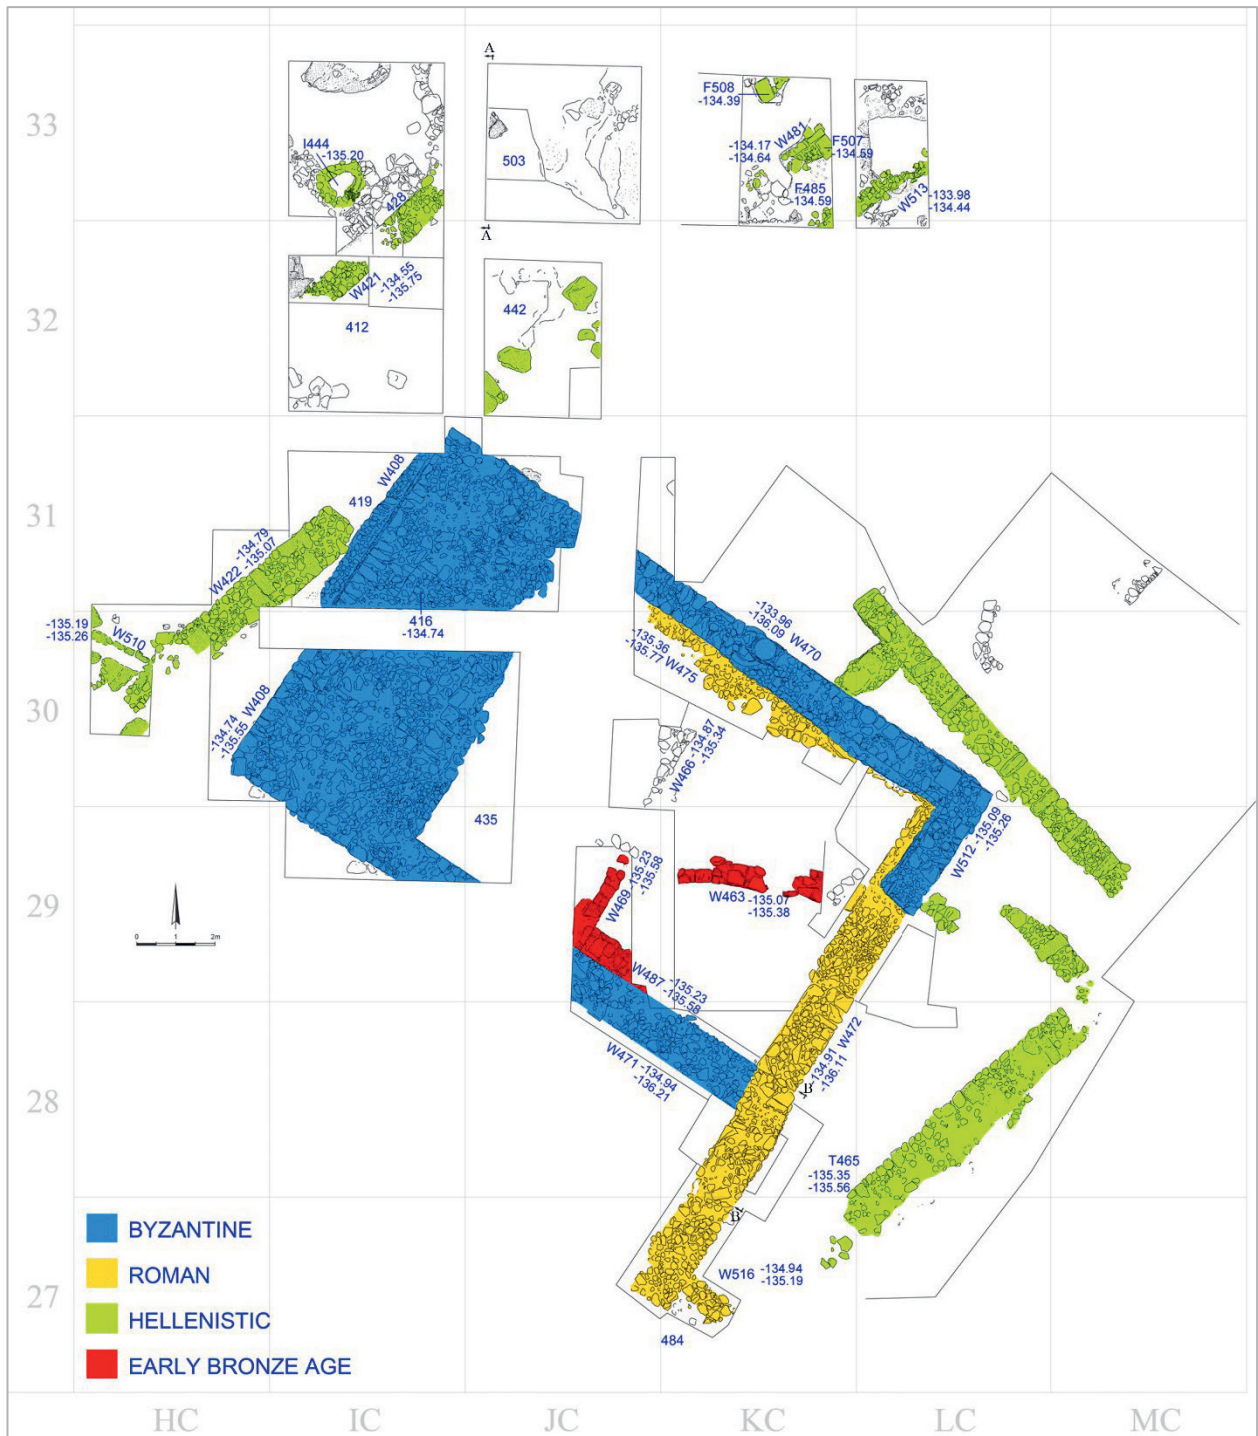 A
33
F508
-134.39
I444
-135.20
503
-134.17
-134.64
W481
F507
-134.59
F485
-134.59
428
W513
-133.98
-134.44
A
W421
-134.55
-135.75
442
32
412
W408
419
31
-134.79
W422 -135.07
416
-134.74
-135.19
-135.26
W510
-133.96
-136.09 W470
-135.36
-135.77 W475
30
-134.74
-135.55 W408
W466 -134.87
-135.34
435
W512 -135.09
-135.26
W469 -135.23
-135.58
W463 -135.07
-135.38
29
0 1 2m
W487 -135.23
-135.58
W471 -134.94
-136.21
-134.91 W472
-136.11
B
28
T465
-135.35
-135.56
B
BYZANTINE
ROMAN
W516 -134.94
-135.19
27
HELLENISTIC
484
EARLY BRONZE AGE
HC IC JC KC LC MC